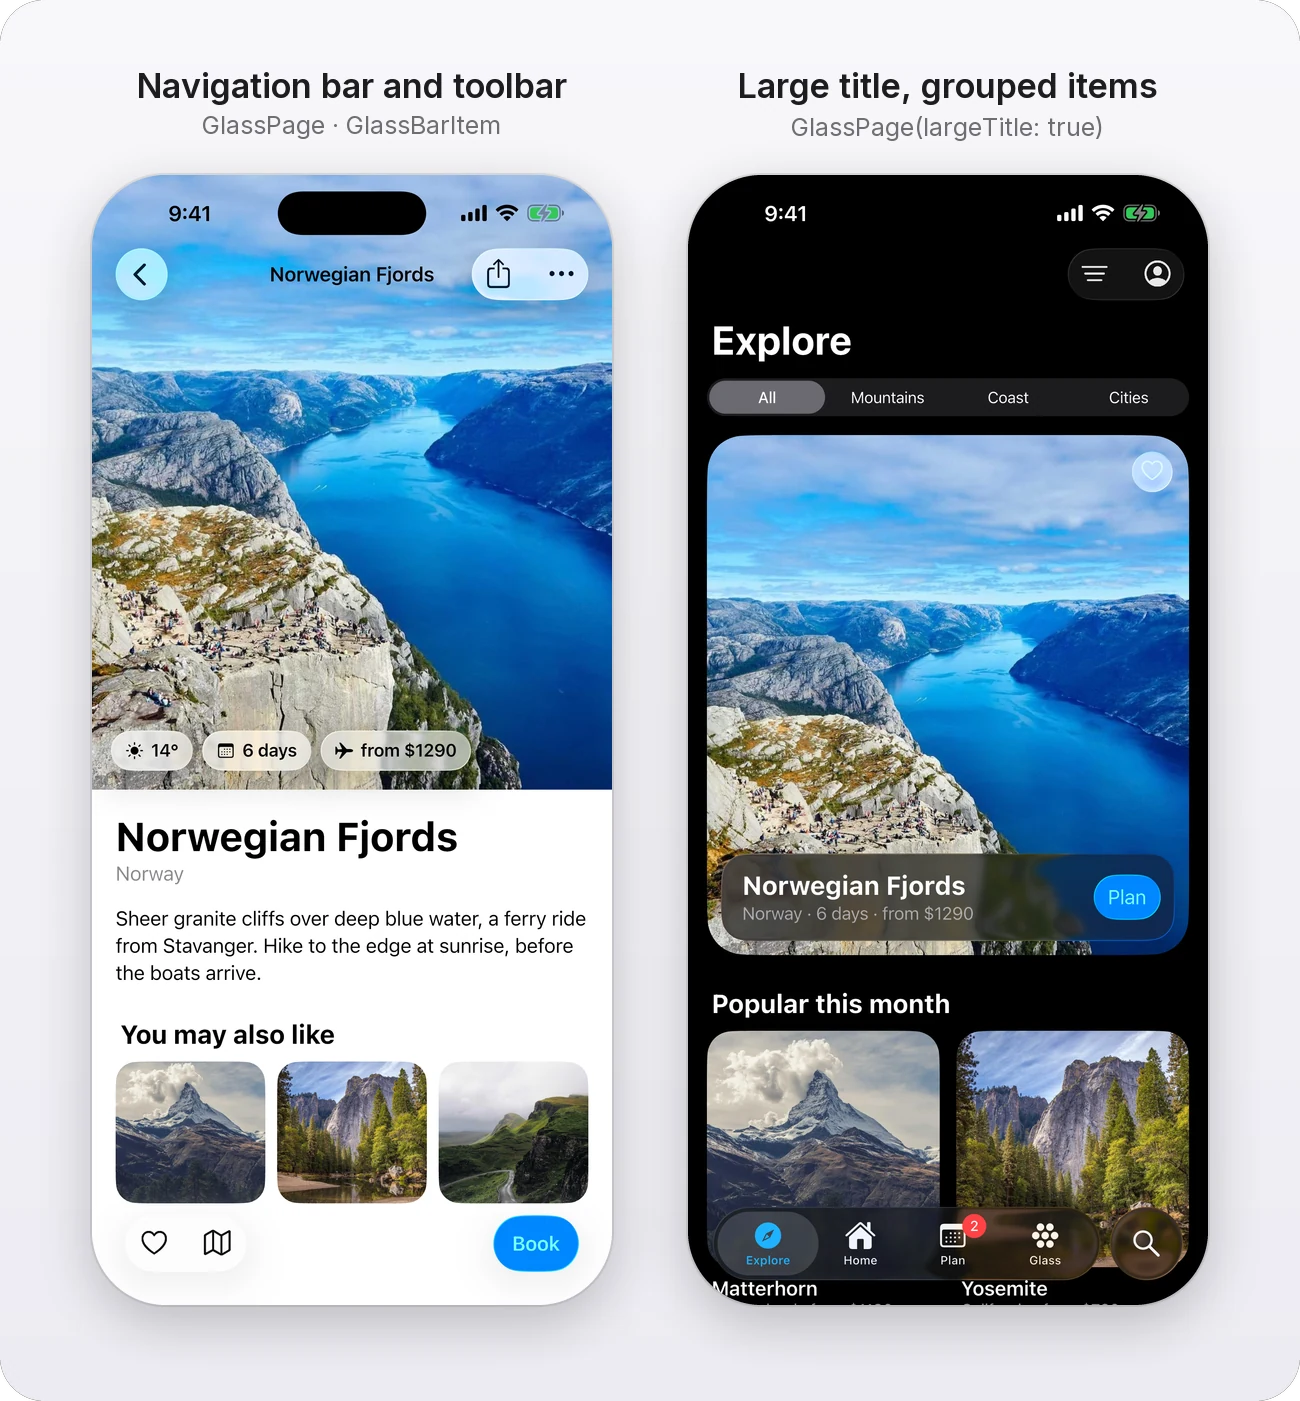 Navigation bar and toolbar
GlassPage · GlassBarItem
9:41
Norwegian Fjords
14°
6 days
from $1290
Norwegian Fjords
Norway
Sheer granite cliffs over deep blue water, a ferry ride
from Stavanger. Hike to the edge at sunrise, before
the boats arrive.
You may also like
Book
Large title, grouped items
GlassPage(largeTitle: true)
9:41
Explore
All
Mountains
Coast
Cities
Norwegian Fjords
Norway · 6 days · from $1290
Plan
Popular this month
Explore
Home
Plan
2
Glass
Matterhorn
Yosemite